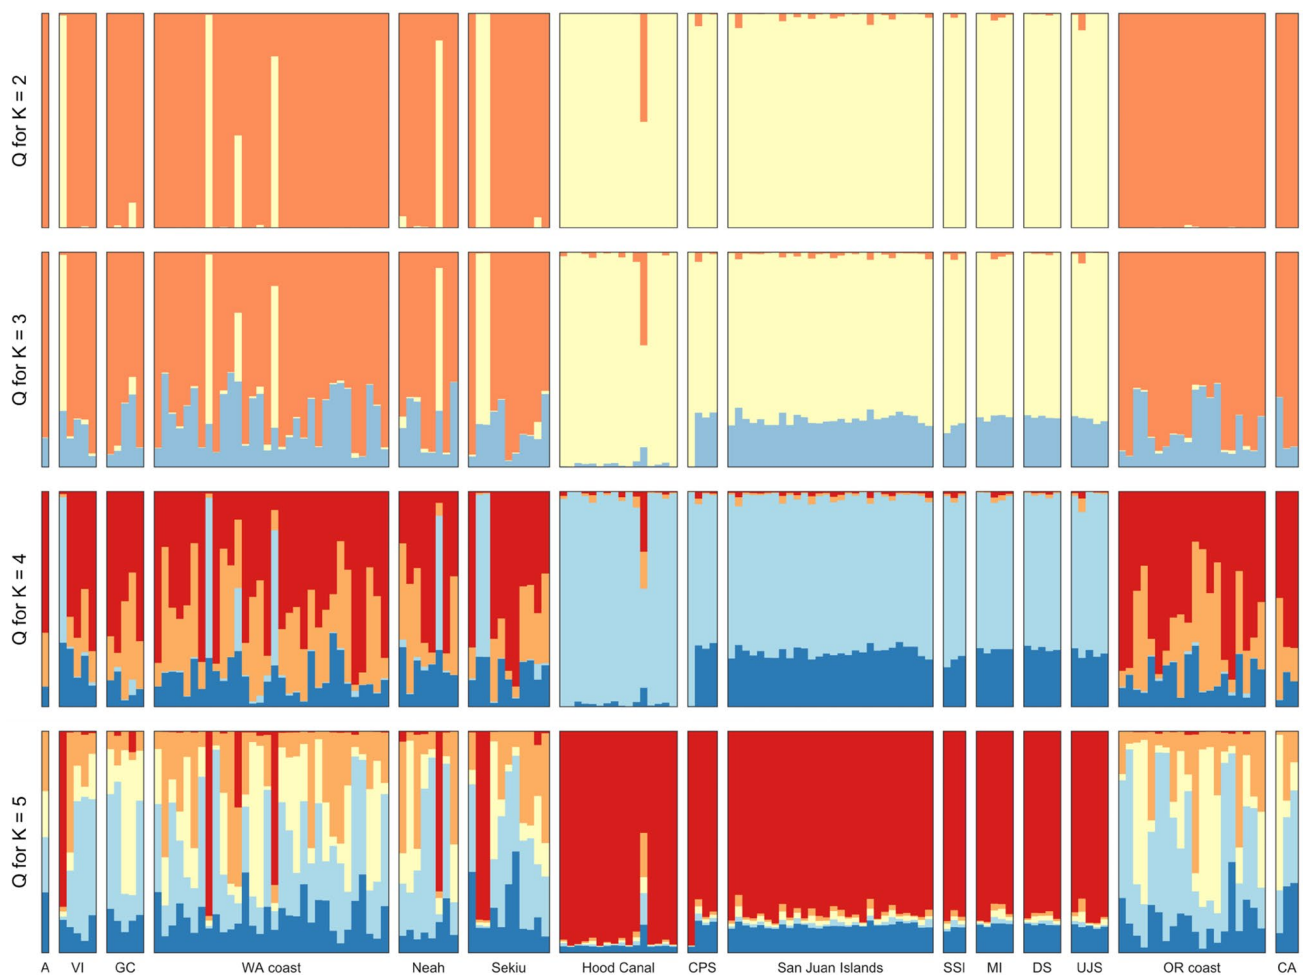 Q for K = 2
Q for K = 3
Q for K = 4
Q for K = 5
A VI GC WA coast Neah Sekiu Hood Canal CPS San Juan Islands SSI MI DS UJS OR coast CA